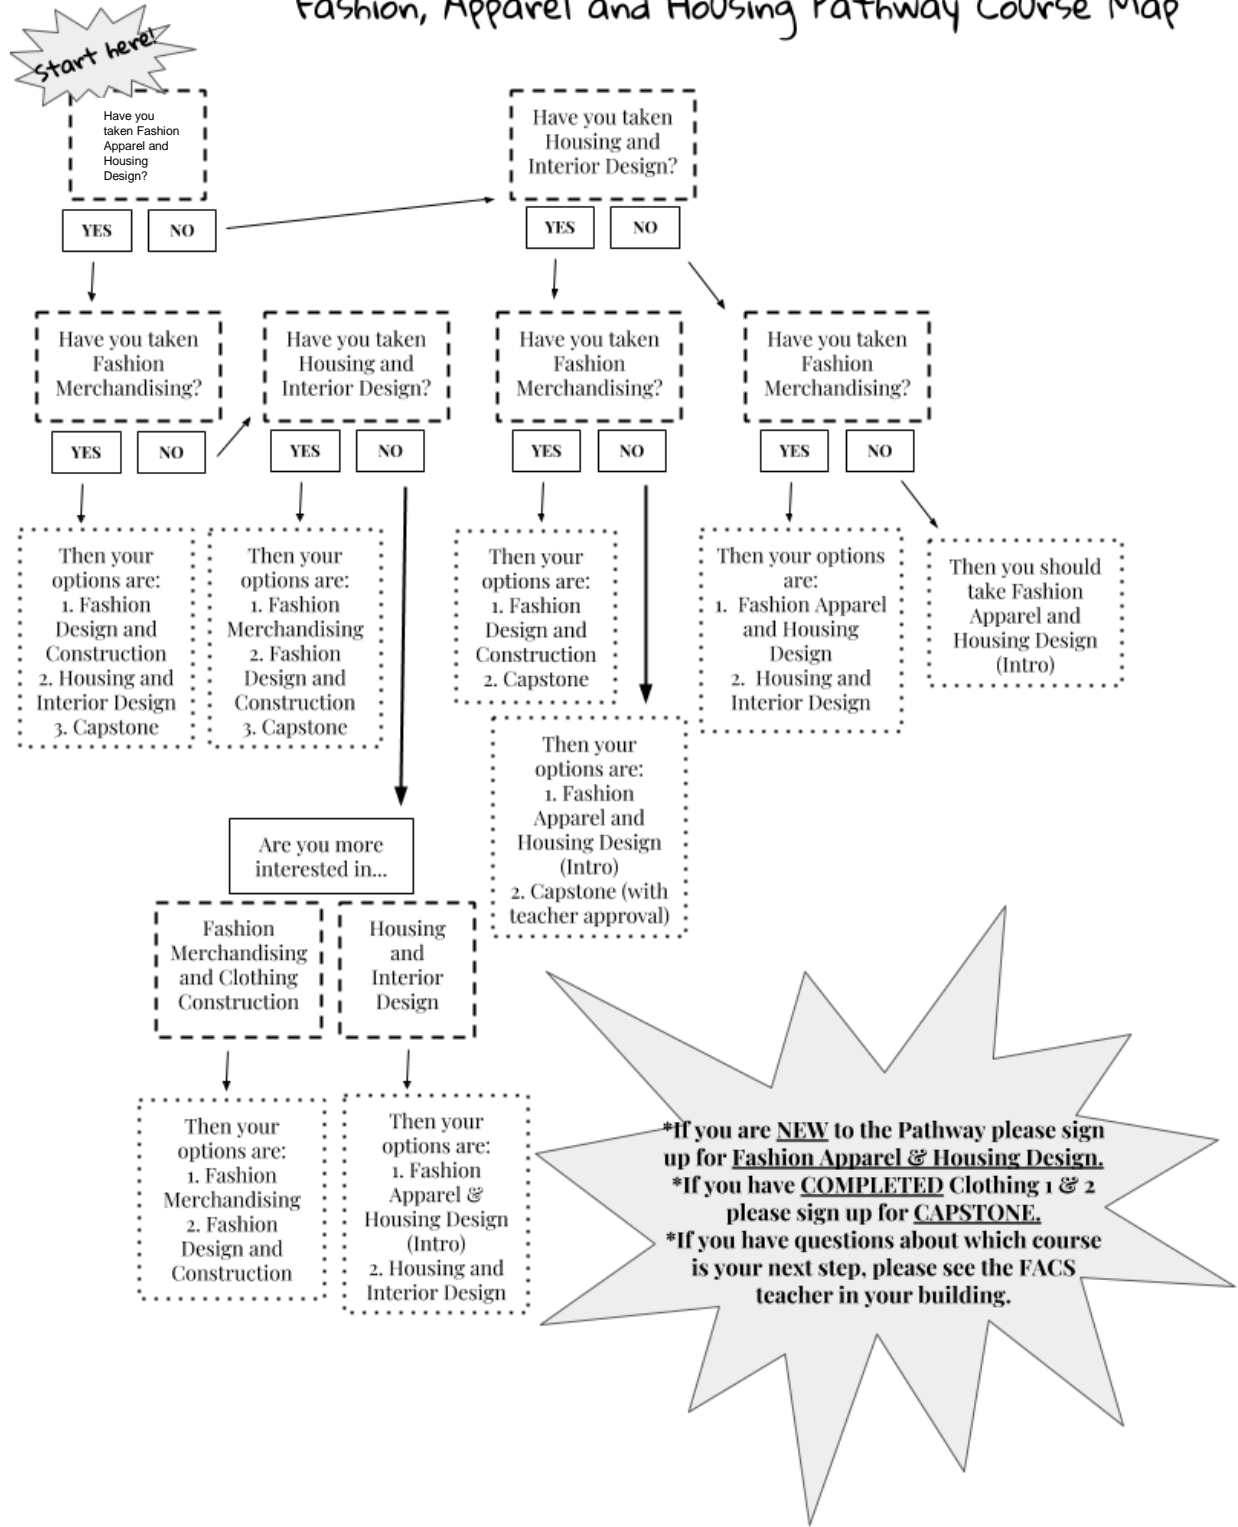 Fashion, Apparel and Housing Pathway Course Map
Start here!
Have you
taken Fashion
Apparel and
Housing
Design?
YES
NO
Have you taken
Housing and
Interior Design?
YES
NO
Have you taken
Fashion
Merchandising?
YES
NO
Have you taken
Housing and
Interior Design?
YES
NO
Have you taken
Fashion
Merchandising?
YES
NO
Have you taken
Fashion
Merchandising?
YES
NO
Then your
options are:
1. Fashion
Design and
Construction
2. Housing and
Interior Design
3. Capstone
Then your
options are:
1. Fashion
Merchandising
2. Fashion
Design and
Construction
3. Capstone
Then your
options are:
1. Fashion
Design and
Construction
2. Capstone
Then your options
are:
1. Fashion Apparel
and Housing
Design
2. Housing and
Interior Design
Then you should
take Fashion
Apparel and
Housing Design
(Intro)
Then your
options are:
1. Fashion
Apparel and
Housing Design
(Intro)
2. Capstone (with
teacher approval)
Are you more
interested in...
Fashion
Merchandising
and Clothing
Construction
Housing
and
Interior
Design
Then your
options are:
1. Fashion
Merchandising
2. Fashion
Design and
Construction
Then your
options are:
1. Fashion
Apparel &
Housing Design
(Intro)
2. Housing and
Interior Design
*If you are NEW to the Pathway please sign
up for Fashion Apparel & Housing Design.
*If you have COMPLETED Clothing 1 & 2
please sign up for CAPSTONE.
*If you have questions about which course
is your next step, please see the FACS
teacher in your building.